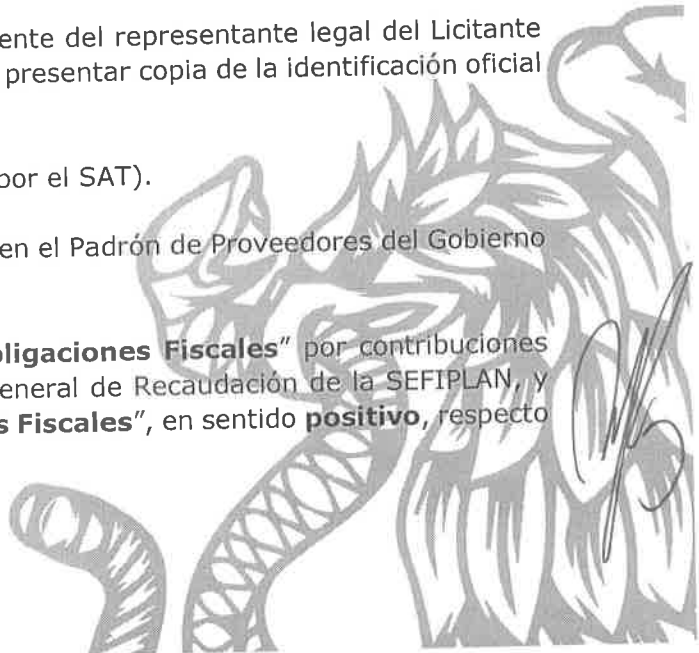 ente del representante legal del Licitante
presentar copia de la identificación oficial
por el SAT).
en el Padrón de Proveedores del Gobierno
bligaciones Fiscales" por contribuciones
eneral de Recaudación de la SEFIPLAN, y
s Fiscales", en sentido positivo, respecto